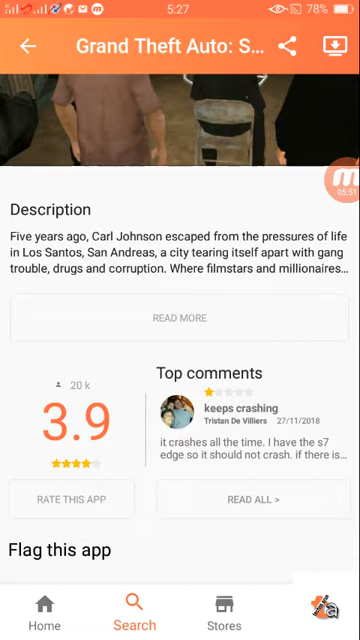 5:27
78%
Grand Theft Auto: S...
05:51
Description
Five years ago, Carl Johnson escaped from the pressures of life
in Los Santos, San Andreas, a city tearing itself apart with gang
trouble, drugs and corruption. Where filmstars and millionaires...
READ MORE
20 k
3.9
RATE THIS APP
Top comments
keeps crashing
Tristan De Villiers 27/11/2018
it crashes all the time. I have the s7
edge so it should not crash. if there is...
READ ALL >
Flag this app
Home
Search
Stores